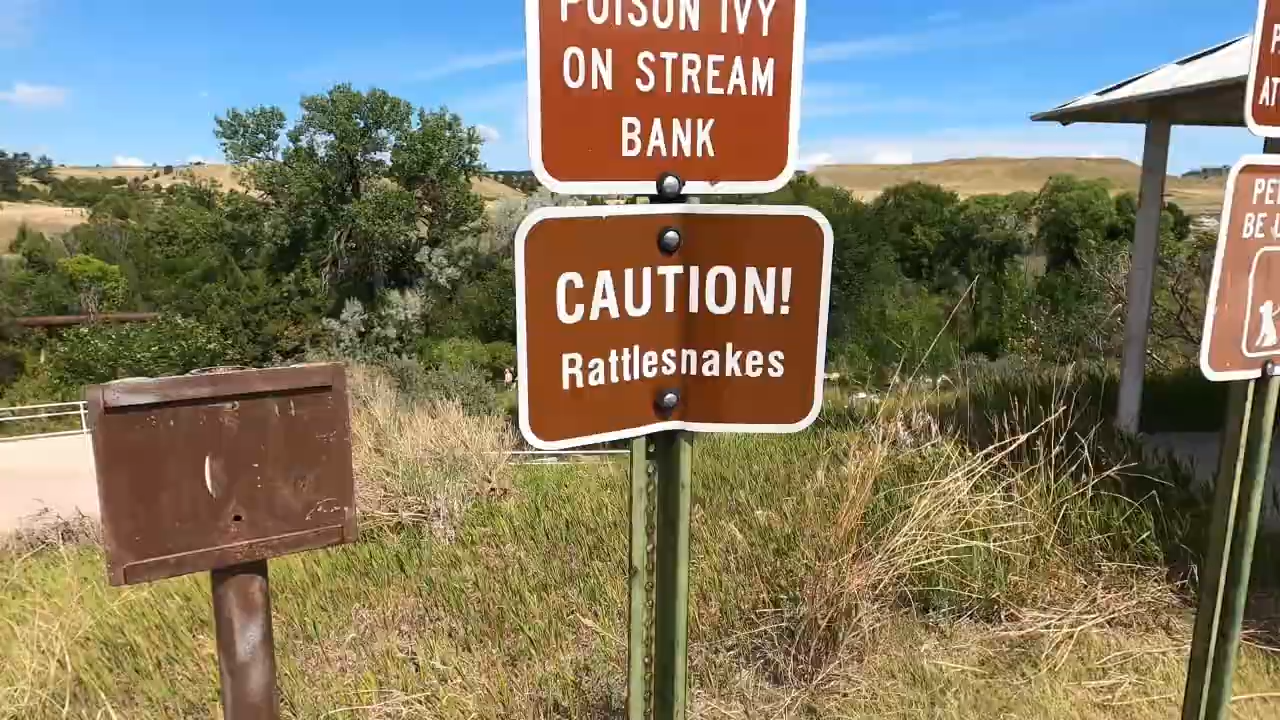 POISON IVY
ON STREAM
BANK
CAUTION!
Rattlesnakes